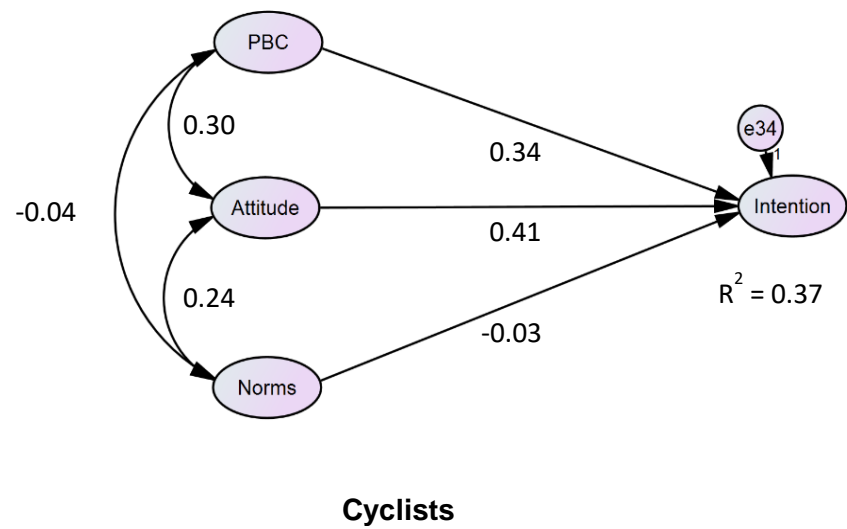 PBC
0.30
e34
1
0.34
-0.04
Attitude
Intention
0.41
0.24
R² = 0.37
-0.03
Norms
Cyclists